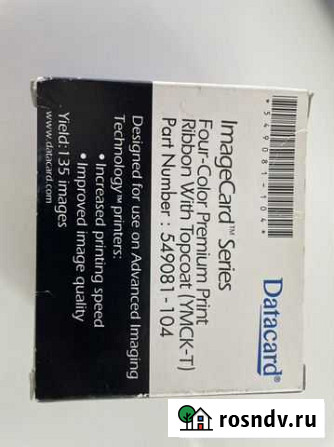 Datacard®
*549081-104*
ImageCard™ Series
Four-Color Premium Print
Ribbon With Topcoat (YMCK-T)
Part Number : 549081-104
Designed for use on Advanced Imaging
Technology™ printers:
• Increased printing speed
• Improved image quality
Yield: 135 images
www.datacard.com
rosndv.ru